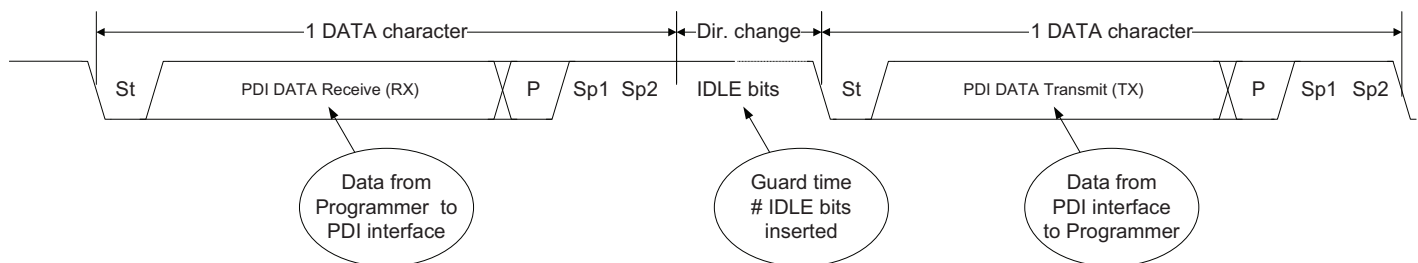 1 DATA character Dir. change 1 DATA character
St PDI DATA Receive (RX) P Sp1 Sp2 IDLE bits St PDI DATA Transmit (TX) P Sp1 Sp2
Data from
Programmer to
PDI interface
Guard time
# IDLE bits
inserted
Data from
PDI interface
to Programmer